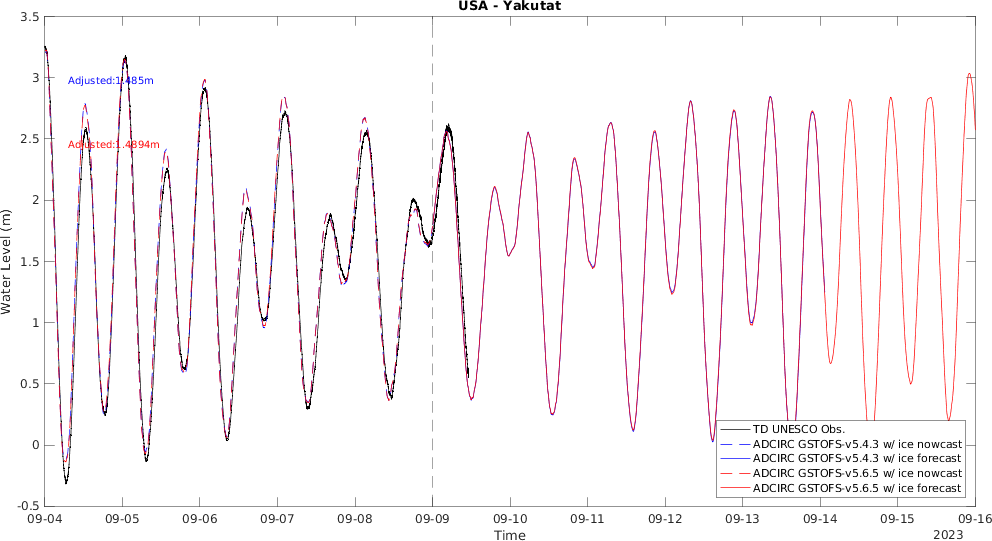 USA - Yakutat
3.5
3
2.5
2
1.5
1
0.5
0
-0.5
Water Level (m)
Adjusted:1.485m
Adjusted:1.4894m
TD UNESCO Obs.
ADCIRC GSTOFS-v5.4.3 w/ ice nowcast
ADCIRC GSTOFS-v5.4.3 w/ ice forecast
ADCIRC GSTOFS-v5.6.5 w/ ice nowcast
ADCIRC GSTOFS-v5.6.5 w/ ice forecast
09-04 09-05 09-06 09-07 09-08 09-09 09-10 09-11 09-12 09-13 09-14 09-15 09-16
Time
2023